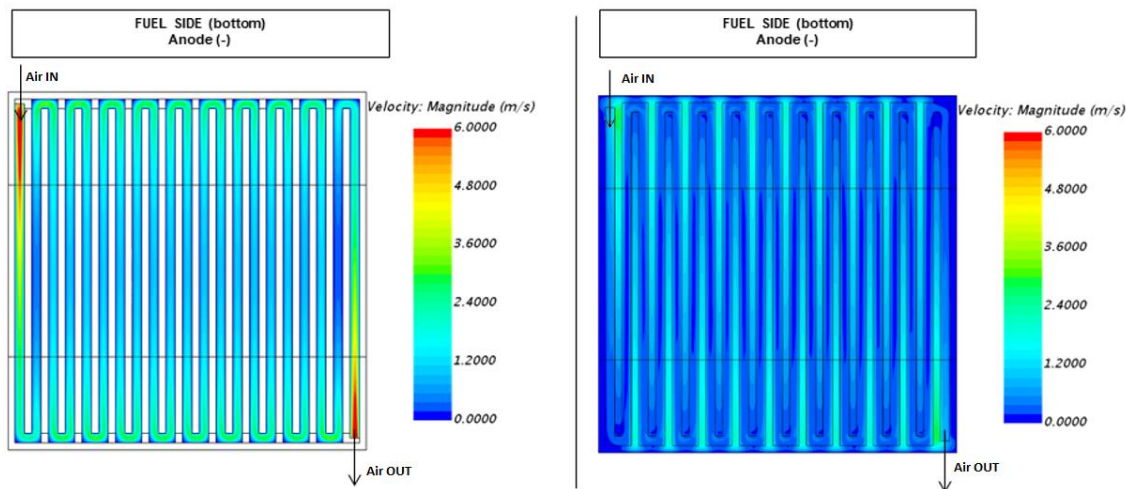 FUEL SIDE (bottom)
Anode (-)
Air IN
Velocity: Magnitude (m/s)
6.0000
4.8000
3.6000
2.4000
1.2000
0.0000
Air OUT
FUEL SIDE (bottom)
Anode (-)
Air IN
Velocity: Magnitude (m/s)
6.0000
4.8000
3.6000
2.4000
1.2000
0.0000
Air OUT